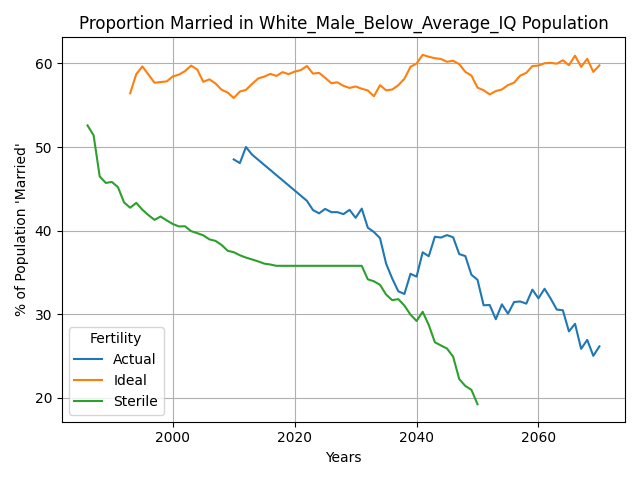 Proportion Married in White_Male_Below_Average_IQ Population
% of Population 'Married'
60
50
40
30
20
Fertility
Actual
Ideal
Sterile
2000
2020
2040
2060
Years